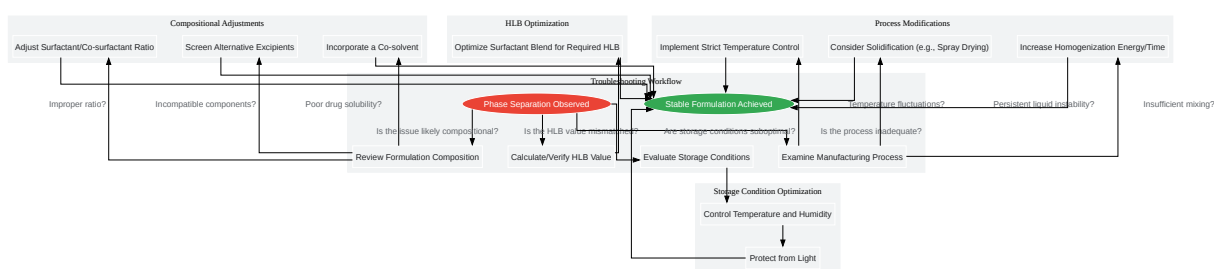 Compositional Adjustments
HLB Optimization
Process Modifications
Adjust Surfactant/Co-surfactant Ratio
Screen Alternative Excipients
Incorporate a Co-solvent
Optimize Surfactant Blend for Required HLB
Implement Strict Temperature Control
Consider Solidification (e.g., Spray Drying)
Increase Homogenization Energy/Time
Troubleshooting Workflow
Improper ratio?
Incompatible components?
Poor drug solubility?
Phase Separation Observed
Stable Formulation Achieved
Temperature fluctuations?
Persistent liquid instability?
Insufficient mixing?
Is the issue likely compositional?
Is the HLB value mismatched?
Are storage conditions suboptimal?
Is the process inadequate?
Review Formulation Composition
Calculate/Verify HLB Value
Evaluate Storage Conditions
Examine Manufacturing Process
Storage Condition Optimization
Control Temperature and Humidity
Protect from Light